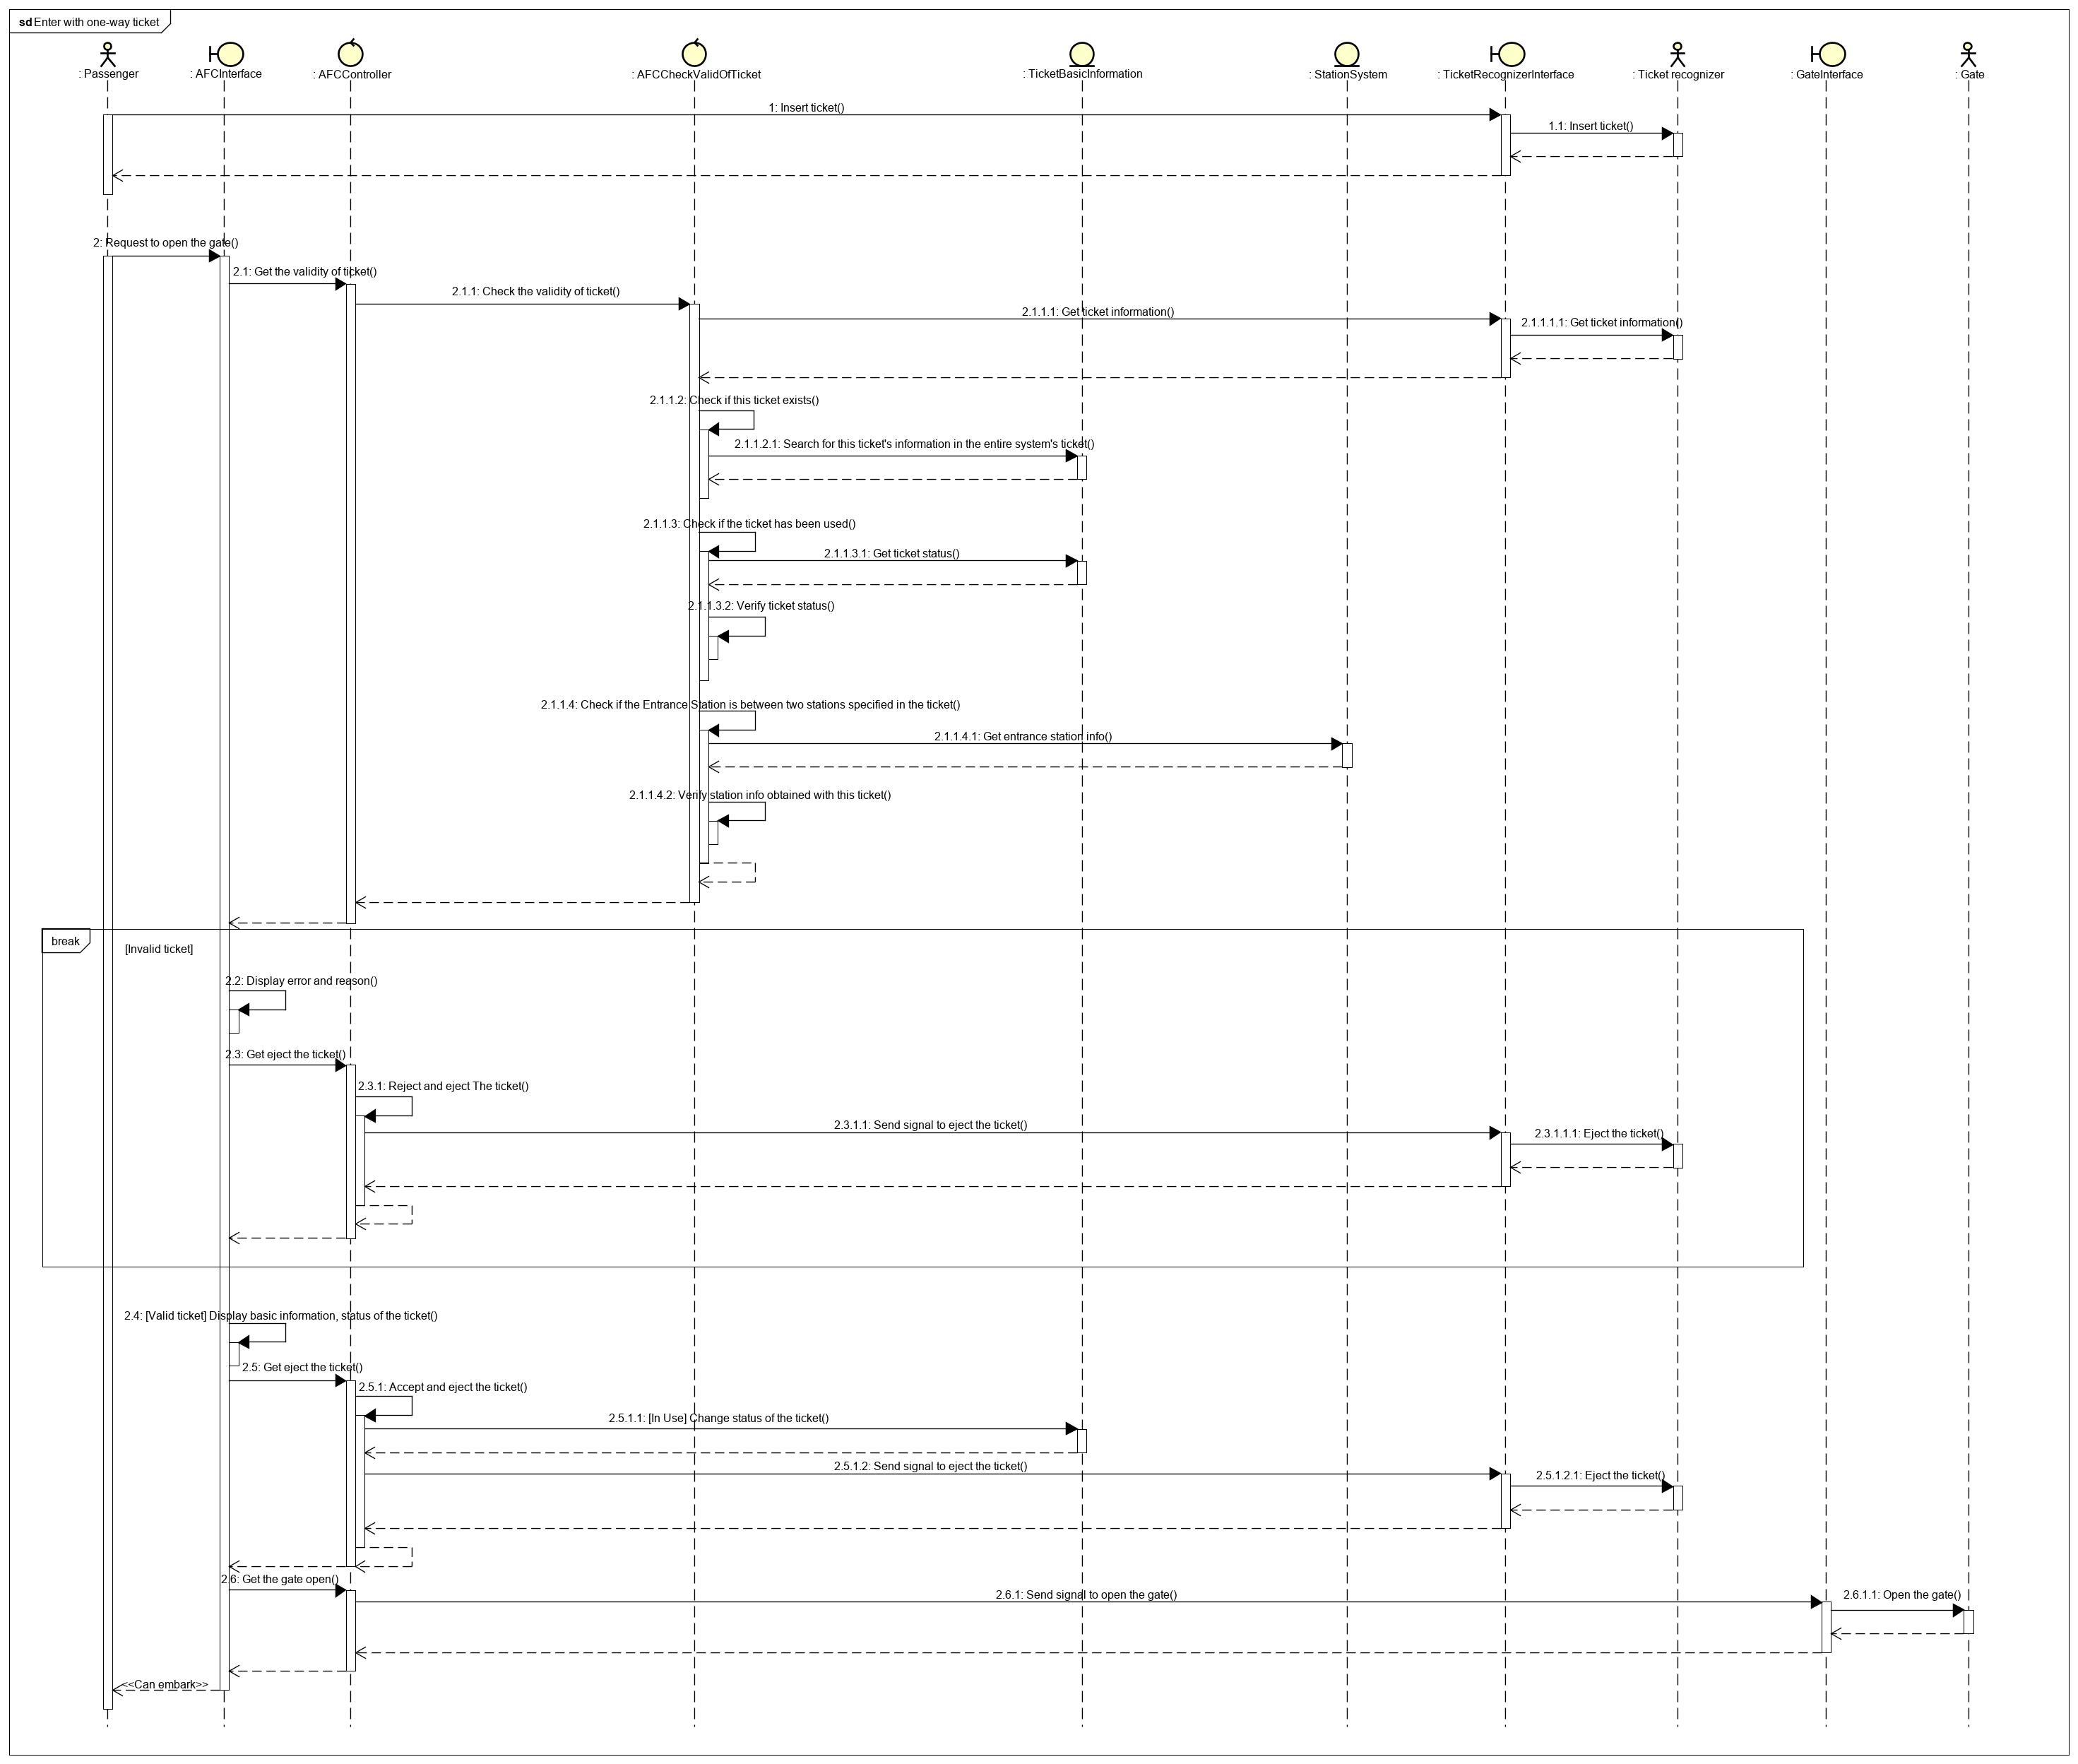 sd Enter with one-way ticket
: Passenger
: AFCInterface
: AFCController
: AFCCheckValidOfTicket
: TicketBasicInformation
: StationSystem
: TicketRecognizerInterface
: Ticket recognizer
: GateInterface
: Gate
1: Insert ticket()
1.1: Insert ticket()
2: Request to open the gate()
2.1: Get the validity of ticket()
2.1.1: Check the validity of ticket()
2.1.1.1: Get ticket information()
2.1.1.1.1: Get ticket information()
2.1.1.2: Check if this ticket exists()
2.1.1.2.1: Search for this ticket's information in the entire system's ticket()
2.1.1.3: Check if the ticket has been used()
2.1.1.3.1: Get ticket status()
2.1.1.3.2: Verify ticket status()
2.1.1.4: Check if the Entrance Station is between two stations specified in the ticket()
2.1.1.4.1: Get entrance station info()
2.1.1.4.2: Verify station info obtained with this ticket()
break
[Invalid ticket]
2.2: Display error and reason()
2.3: Get eject the ticket()
2.3.1: Reject and eject The ticket()
2.3.1.1: Send signal to eject the ticket()
2.3.1.1.1: Eject the ticket()
2.4: [Valid ticket] Display basic information, status of the ticket()
2.5: Get eject the ticket()
2.5.1: Accept and eject the ticket()
2.5.1.1: [In Use] Change status of the ticket()
2.5.1.2: Send signal to eject the ticket()
2.5.1.2.1: Eject the ticket()
2.6: Get the gate open()
2.6.1: Send signal to open the gate()
2.6.1.1: Open the gate()
<<Can embark>>